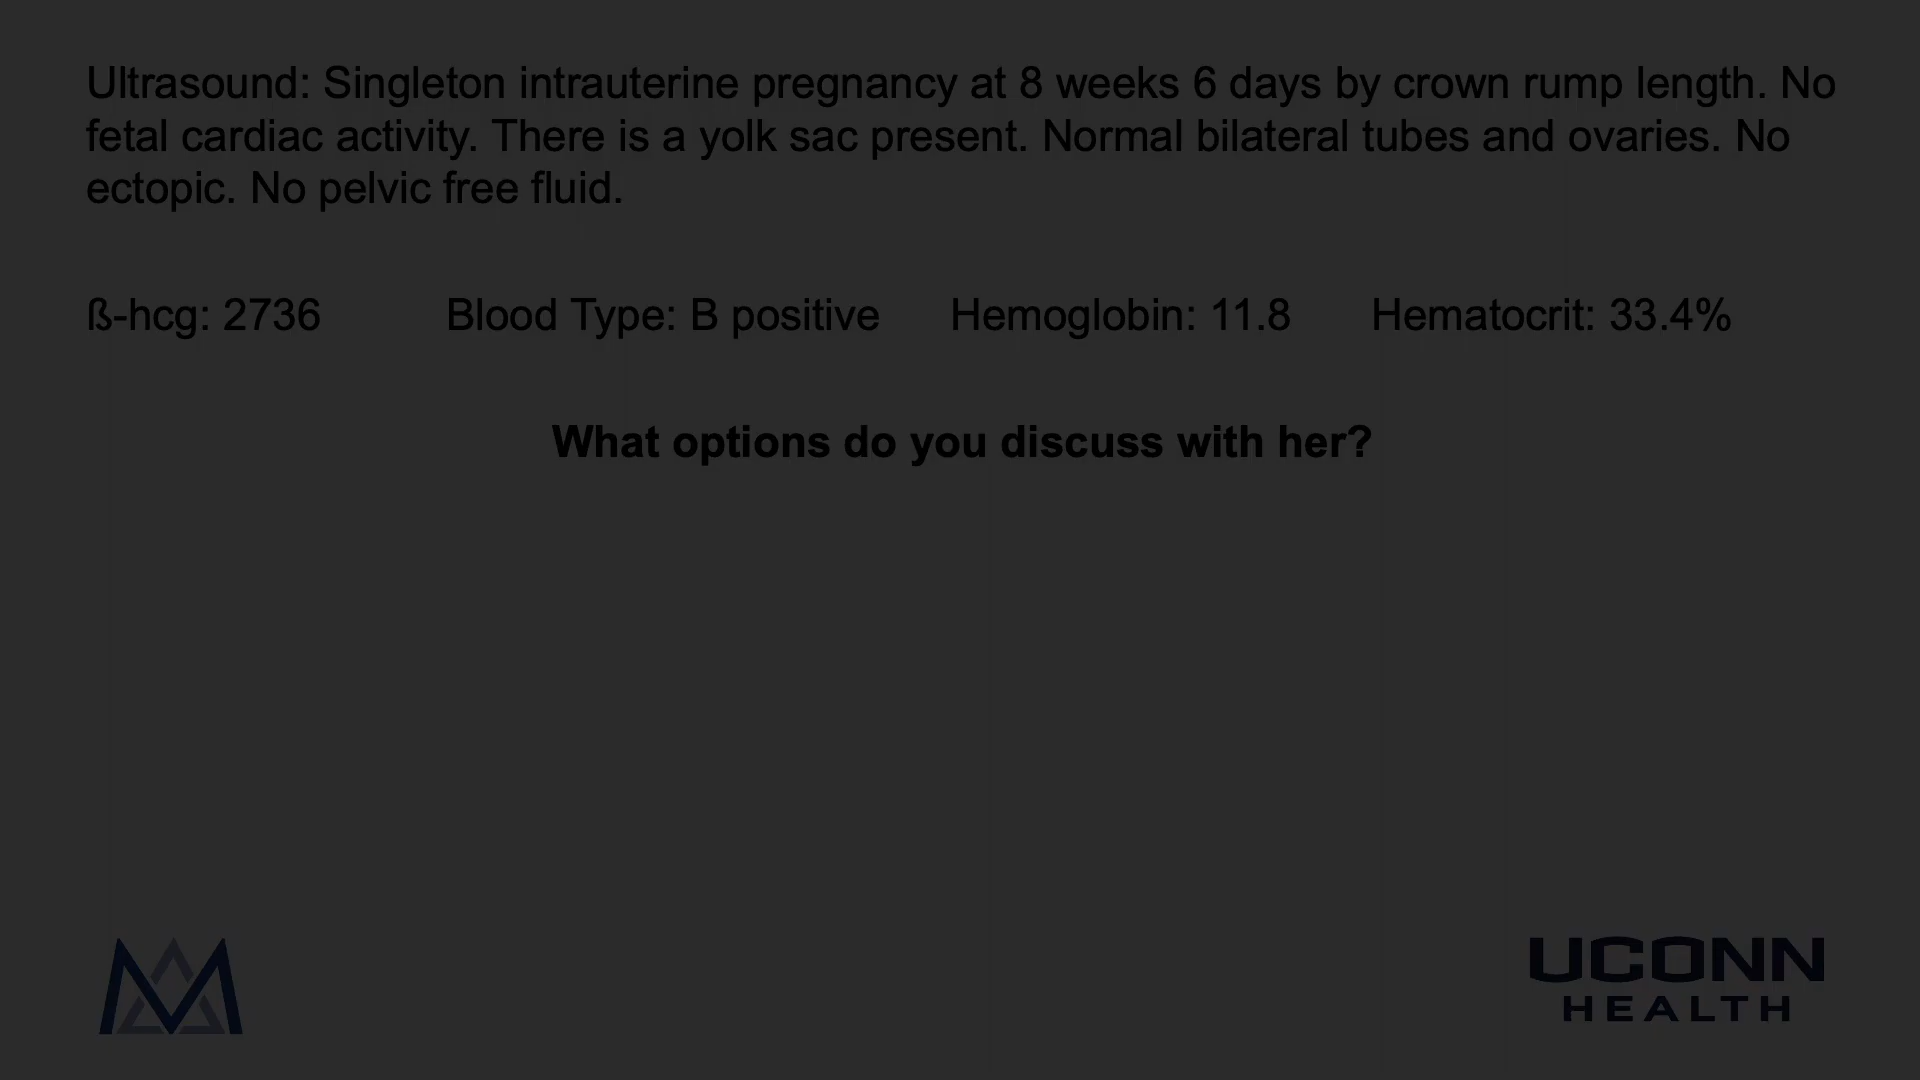 Ultrasound: Singleton intrauterine pregnancy at 8 weeks 6 days by crown rump length. No
fetal cardiac activity. There is a yolk sac present. Normal bilateral tubes and ovaries. No
ectopic. No pelvic free fluid.
ß-hcg: 2736 Blood Type: B positive Hemoglobin: 11.8 Hematocrit: 33.4%
What options do you discuss with her?
UCONN
HEALTH